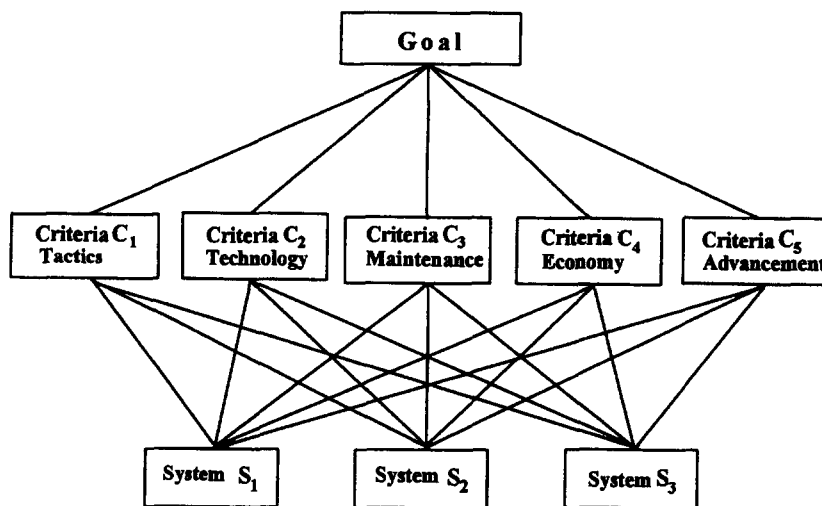 Goal
Criteria C1
Tactics
Criteria C2
Technology
Criteria C3
Maintenance
Criteria C4
Economy
Criteria C5
Advancement
System S1
System S2
System S3